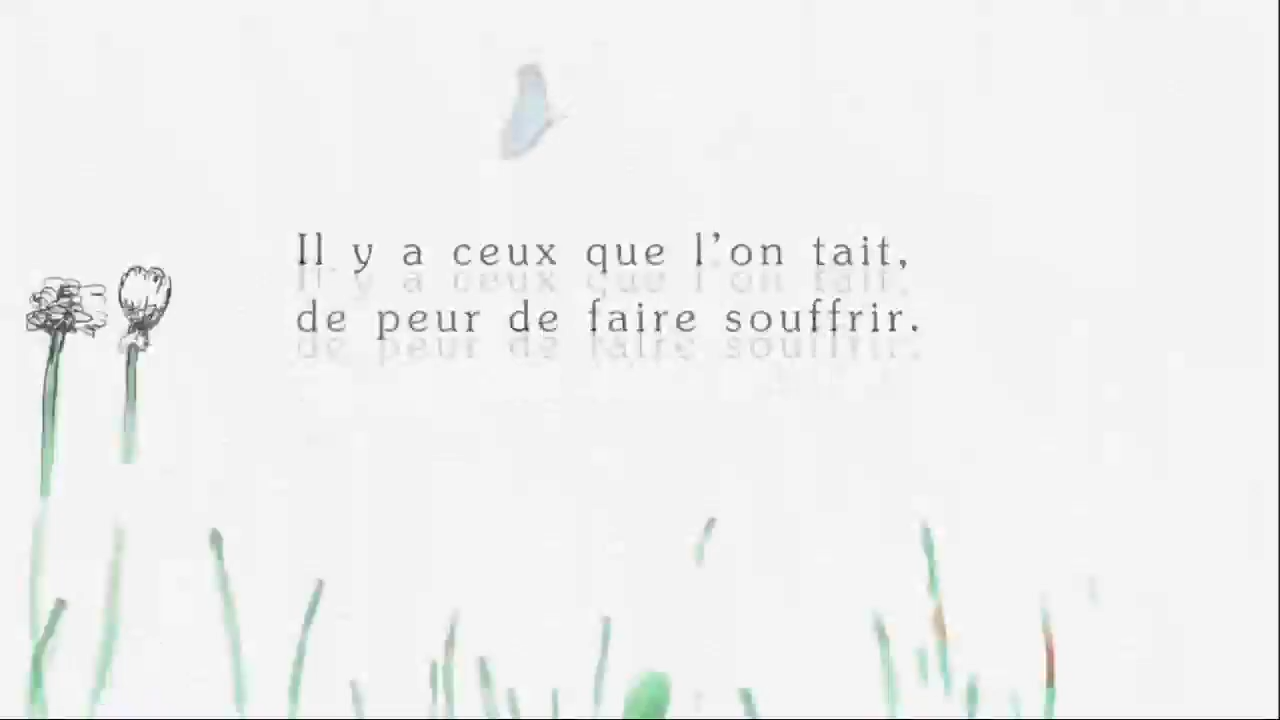 Il y a ceux que l’on tait,
de peur de faire souffrir.